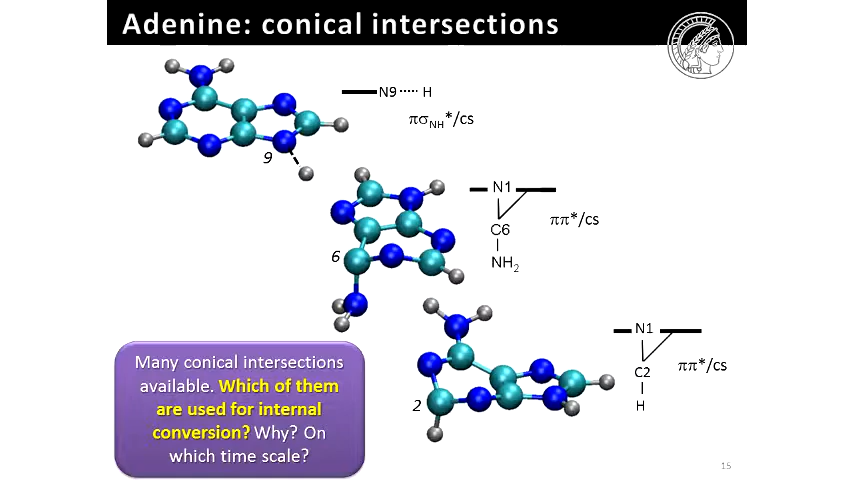 Adenine: conical intersections
N9 ····· H
πσNH*/cs
9
N1
C6
NH2
ππ*/cs
6
N1
C2
H
ππ*/cs
2
Many conical intersections
available. Which of them
are used for internal
conversion? Why? On
which time scale?
15